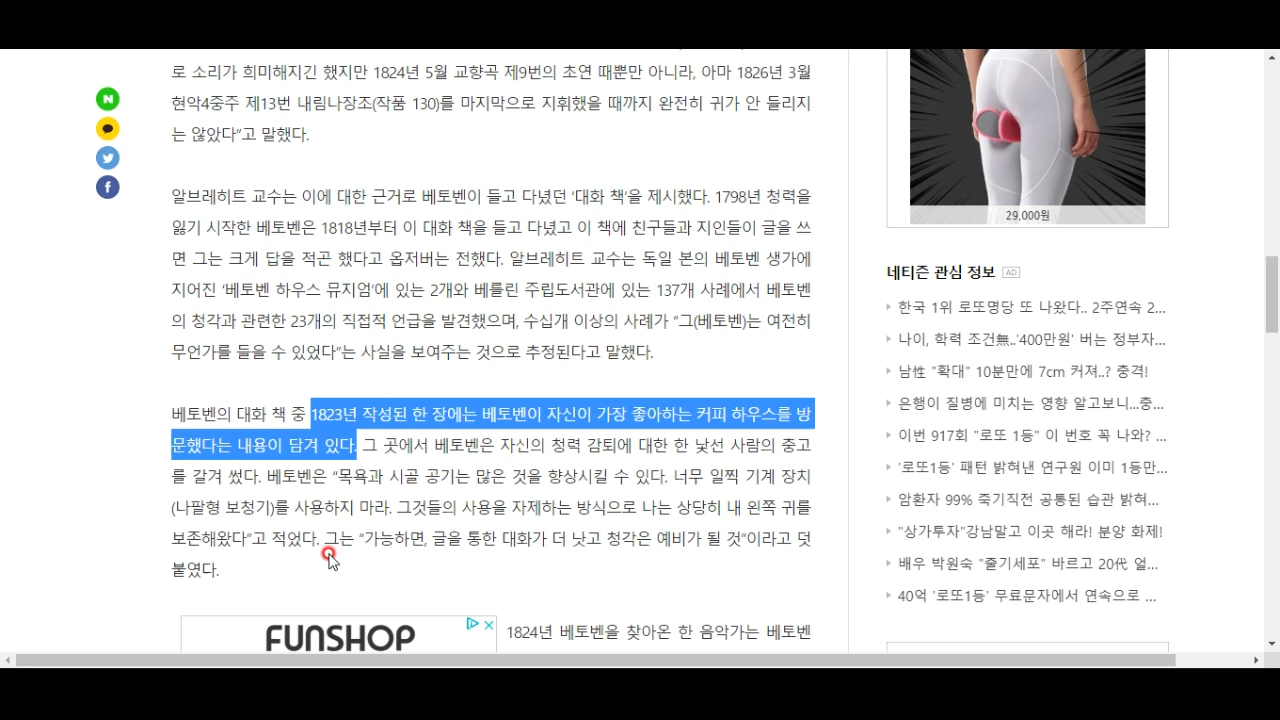 로 소리가 희미해지긴 했지만 1824년 5월 교향곡 제9번의 초연 때뿐만 아니라, 아마 1826년 3월
현악4중주 제13번 내림나장조(작품 130)를 마지막으로 지휘했을 때까지 완전히 귀가 안 들리지
는 않았다"고 말했다.
알브레히트 교수는 이에 대한 근거로 베토벤이 들고 다녔던 '대화 책'을 제시했다. 1798년 청력을
잃기 시작한 베토벤은 1818년부터 이 대화 책을 들고 다녔고 이 책에 친구들과 지인들이 글을 쓰
면 그는 크게 답을 적곤 했다고 옵저버는 전했다. 알브레히트 교수는 독일 본의 베토벤 생가에
지어진 '베토벤 하우스 뮤지엄'에 있는 2개와 베를린 주립도서관에 있는 137개 사례에서 베토벤
의 청각과 관련한 23개의 직접적 언급을 발견했으며, 수십개 이상의 사례가 "그(베토벤)는 여전히
무언가를 들을 수 있었다"는 사실을 보여주는 것으로 추정된다고 말했다.
베토벤의 대화 책 중 1823년 작성된 한 장에는 베토벤이 자신이 가장 좋아하는 커피 하우스를 방
문했다는 내용이 담겨 있다. 그 곳에서 베토벤은 자신의 청력 감퇴에 대한 한 낯선 사람의 충고
를 갈겨 썼다. 베토벤은 "목욕과 시골 공기는 많은 것을 향상시킬 수 있다. 너무 일찍 기계 장치
(나팔형 보청기)를 사용하지 마라. 그것들의 사용을 자제하는 방식으로 나는 상당히 내 왼쪽 귀를
보존해왔다"고 적었다. 그는 "가능하면, 글을 통한 대화가 더 낫고 청각은 예비가 될 것"이라고 덧
붙였다.
FUNSHOP
1824년 베토벤을 찾아온 한 음악가는 베토벤
29,000원
네티즌 관심 정보 AD
한국 1위 로또명당 또 나왔다.. 2주연속 2...
나이, 학력 조건無..'400만원' 버는 정부자...
남性 "확대" 10분만에 7cm 커져..? 충격!
은행이 질병에 미치는 영향 알고보니...충...
이번 917회 "로또 1등" 이 번호 꼭 나와? ...
'로또1등' 패턴 밝혀낸 연구원 이미 1등만...
암환자 99% 죽기직전 공통된 습관 밝혀...
"상가투자"강남말고 이곳 해라! 분양 화제!
배우 박원숙 "줄기세포" 바르고 20代 얼...
40억 '로또1등' 무료문자에서 연속으로 ...